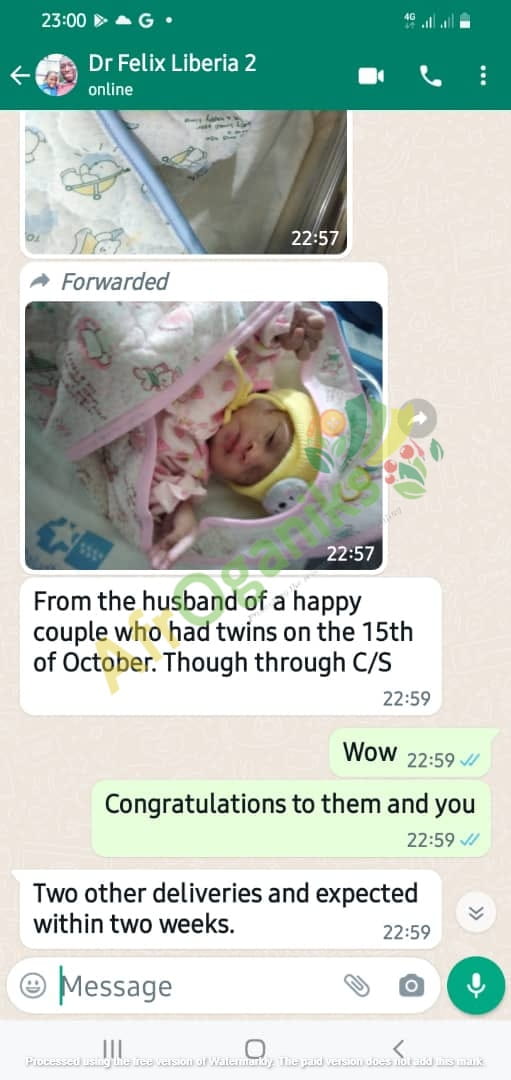 23:00 G
4G
Dr Felix Liberia 2
online
22:57
Forwarded
22:57
AfrOganiks
From the husband of a happy
couple who had twins on the 15th
of October. Though through C/S
22:59
Wow 22:59
Congratulations to them and you
22:59
Two other deliveries and expected
within two weeks.
22:59
Message
Processed using the free version of Watermarkly. The paid version does not add this mark.